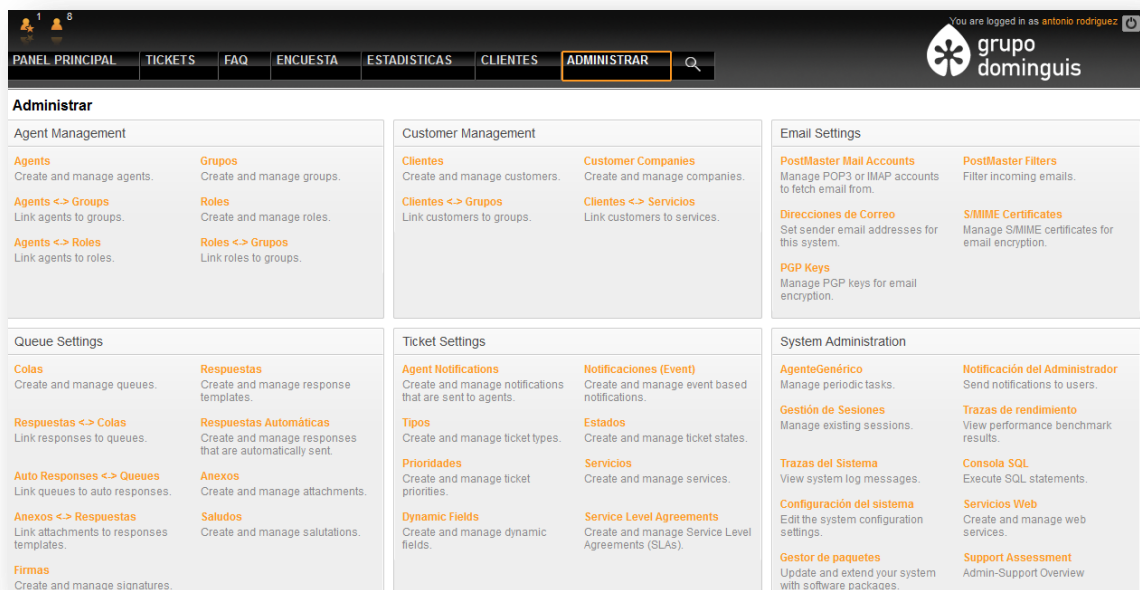 1 8
You are logged in as antonio rodriguez
PANEL PRINCIPAL TICKETS FAQ ENCUESTA ESTADISTICAS CLIENTES ADMINISTRAR
grupo
dominguis
Administrar
Agent Management
Agents
Create and manage agents.
Grupos
Create and manage groups.
Agents <-> Groups
Link agents to groups.
Roles
Create and manage roles.
Agents <-> Roles
Link agents to roles.
Roles <-> Grupos
Link roles to groups.
Customer Management
Clientes
Create and manage customers.
Customer Companies
Create and manage companies.
Clientes <-> Grupos
Link customers to groups.
Clientes <-> Servicios
Link customers to services.
Email Settings
PostMaster Mail Accounts
Manage POP3 or IMAP accounts
to fetch email from.
PostMaster Filters
Filter incoming emails.
Direcciones de Correo
Set sender email addresses for
this system.
S/MIME Certificates
Manage S/MIME certificates for
email encryption.
PGP Keys
Manage PGP keys for email
encryption.
Queue Settings
Colas
Create and manage queues.
Respuestas
Create and manage response
templates.
Respuestas <-> Colas
Link responses to queues.
Respuestas Automáticas
Create and manage responses
that are automatically sent.
Auto Responses <-> Queues
Link queues to auto responses.
Anexos
Create and manage attachments.
Anexos <-> Respuestas
Link attachments to responses
templates.
Saludos
Create and manage salutations.
Firmas
Create and manage signatures.
Ticket Settings
Agent Notifications
Create and manage notifications
that are sent to agents.
Notificaciones (Event)
Create and manage event based
notifications.
Tipos
Create and manage ticket types.
Estados
Create and manage ticket states.
Prioridades
Create and manage ticket
priorities.
Servicios
Create and manage services.
Dynamic Fields
Create and manage dynamic
fields.
Service Level Agreements
Create and manage Service Level
Agreements (SLAs).
System Administration
AgenteGenérico
Manage periodic tasks.
Notificación del Administrador
Send notifications to users.
Gestión de Sesiones
Manage existing sessions.
Trazas de rendimiento
View performance benchmark
results.
Trazas del Sistema
View system log messages.
Consola SQL
Execute SQL statements.
Configuración del sistema
Edit the system configuration
settings.
Servicios Web
Create and manage web
services.
Gestor de paquetes
Update and extend your system
with software packages.
Support Assessment
Admin-Support Overview